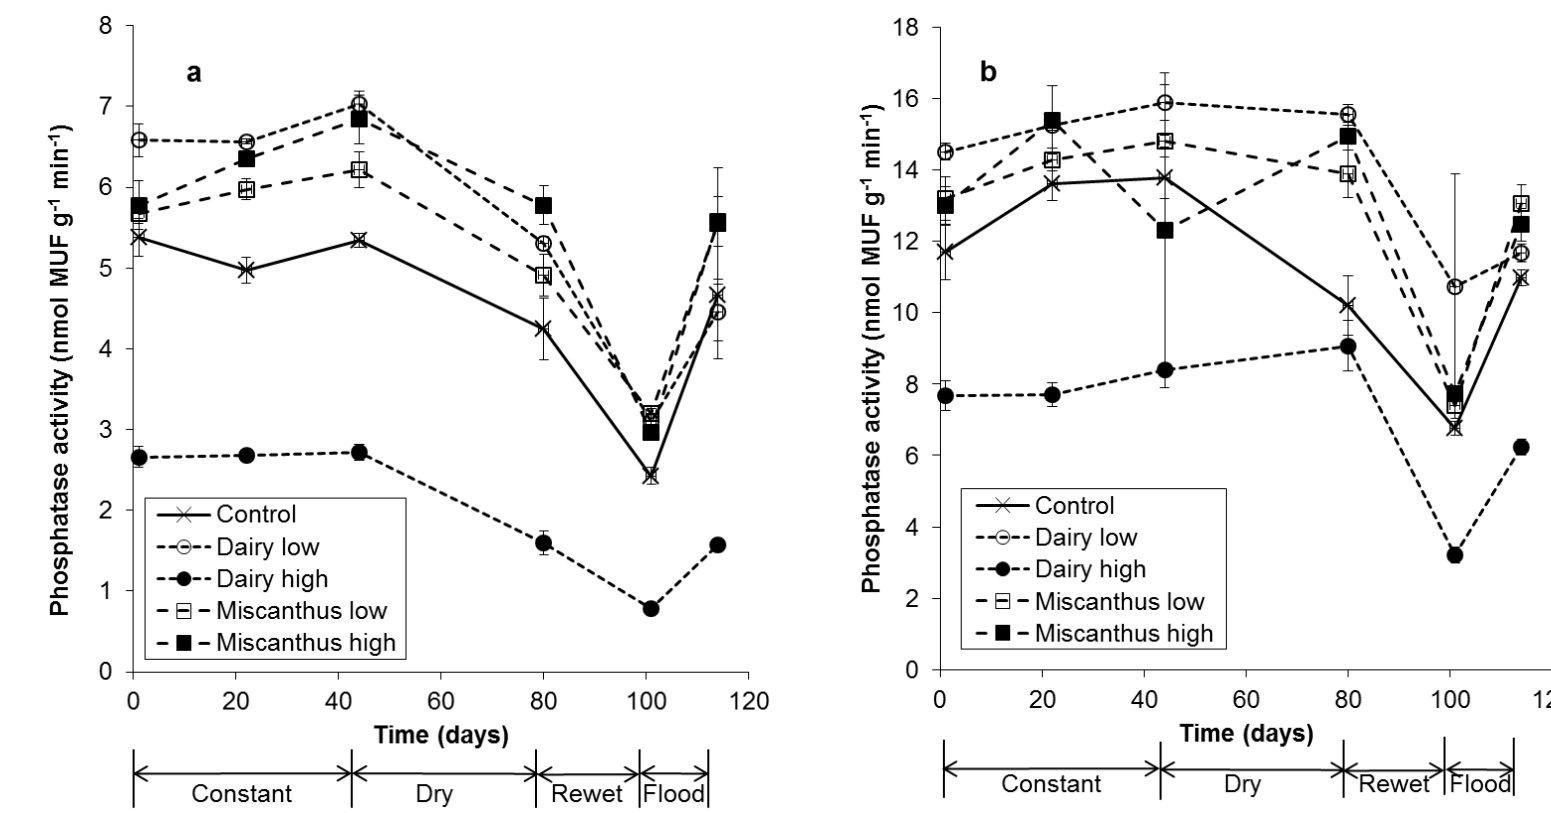 a
8
7
6
5
4
3
2
1
0
Phosphatase activity (nmol MUF g⁻¹ min⁻¹)
Control
Dairy low
Dairy high
Miscanthus low
Miscanthus high
0 20 40 60 80 100 120
Time (days)
Constant Dry Rewet Flood
b
18
16
14
12
10
8
6
4
2
0
Phosphatase activity (nmol MUF g⁻¹ min⁻¹)
Control
Dairy low
Dairy high
Miscanthus low
Miscanthus high
0 20 40 60 80 100 12
Time (days)
Constant Dry Rewet Flood